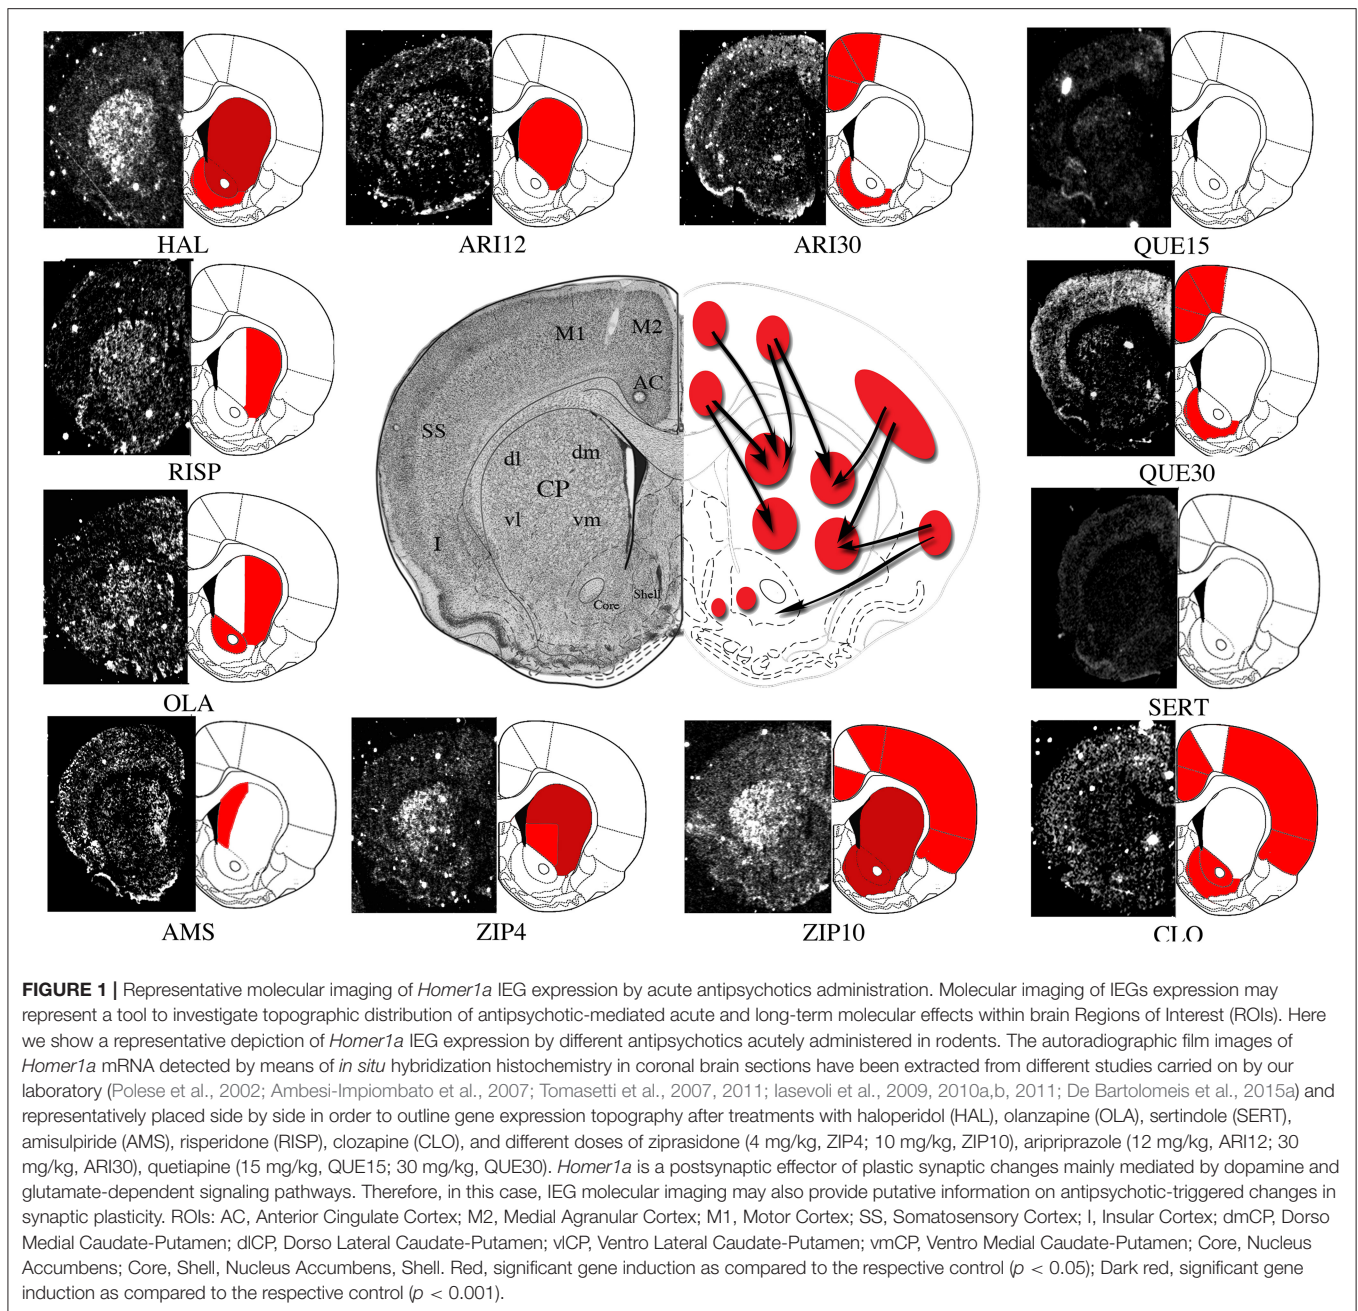 HAL
ARI12
ARI30
QUE15
M1
M2
AC
SS
dl
dm
CP
vl
vm
I
Core
Shell
RISP
QUE30
OLA
SERT
AMS
ZIP4
ZIP10
CLO
FIGURE 1 | Representative molecular imaging of Homer1a IEG expression by acute antipsychotics administration. Molecular imaging of IEGs expression may
represent a tool to investigate topographic distribution of antipsychotic-mediated acute and long-term molecular effects within brain Regions of Interest (ROIs). Here
we show a representative depiction of Homer1a IEG expression by different antipsychotics acutely administered in rodents. The autoradiographic film images of
Homer1a mRNA detected by means of in situ hybridization histochemistry in coronal brain sections have been extracted from different studies carried on by our
laboratory (Polese et al., 2002; Ambesi-Impiombato et al., 2007; Tomasetti et al., 2007, 2011; Iasevoli et al., 2009, 2010a,b, 2011; De Bartolomeis et al., 2015a) and
representatively placed side by side in order to outline gene expression topography after treatments with haloperidol (HAL), olanzapine (OLA), sertindole (SERT),
amisulpiride (AMS), risperidone (RISP), clozapine (CLO), and different doses of ziprasidone (4 mg/kg, ZIP4; 10 mg/kg, ZIP10), aripriprazole (12 mg/kg, ARI12; 30
mg/kg, ARI30), quetiapine (15 mg/kg, QUE15; 30 mg/kg, QUE30). Homer1a is a postsynaptic effector of plastic synaptic changes mainly mediated by dopamine and
glutamate-dependent signaling pathways. Therefore, in this case, IEG molecular imaging may also provide putative information on antipsychotic-triggered changes in
synaptic plasticity. ROIs: AC, Anterior Cingulate Cortex; M2, Medial Agranular Cortex; M1, Motor Cortex; SS, Somatosensory Cortex; I, Insular Cortex; dmCP, Dorso
Medial Caudate-Putamen; dlCP, Dorso Lateral Caudate-Putamen; vlCP, Ventro Lateral Caudate-Putamen; vmCP, Ventro Medial Caudate-Putamen; Core, Nucleus
Accumbens; Core, Shell, Nucleus Accumbens, Shell. Red, significant gene induction as compared to the respective control (p < 0.05); Dark red, significant gene
induction as compared to the respective control (p < 0.001).